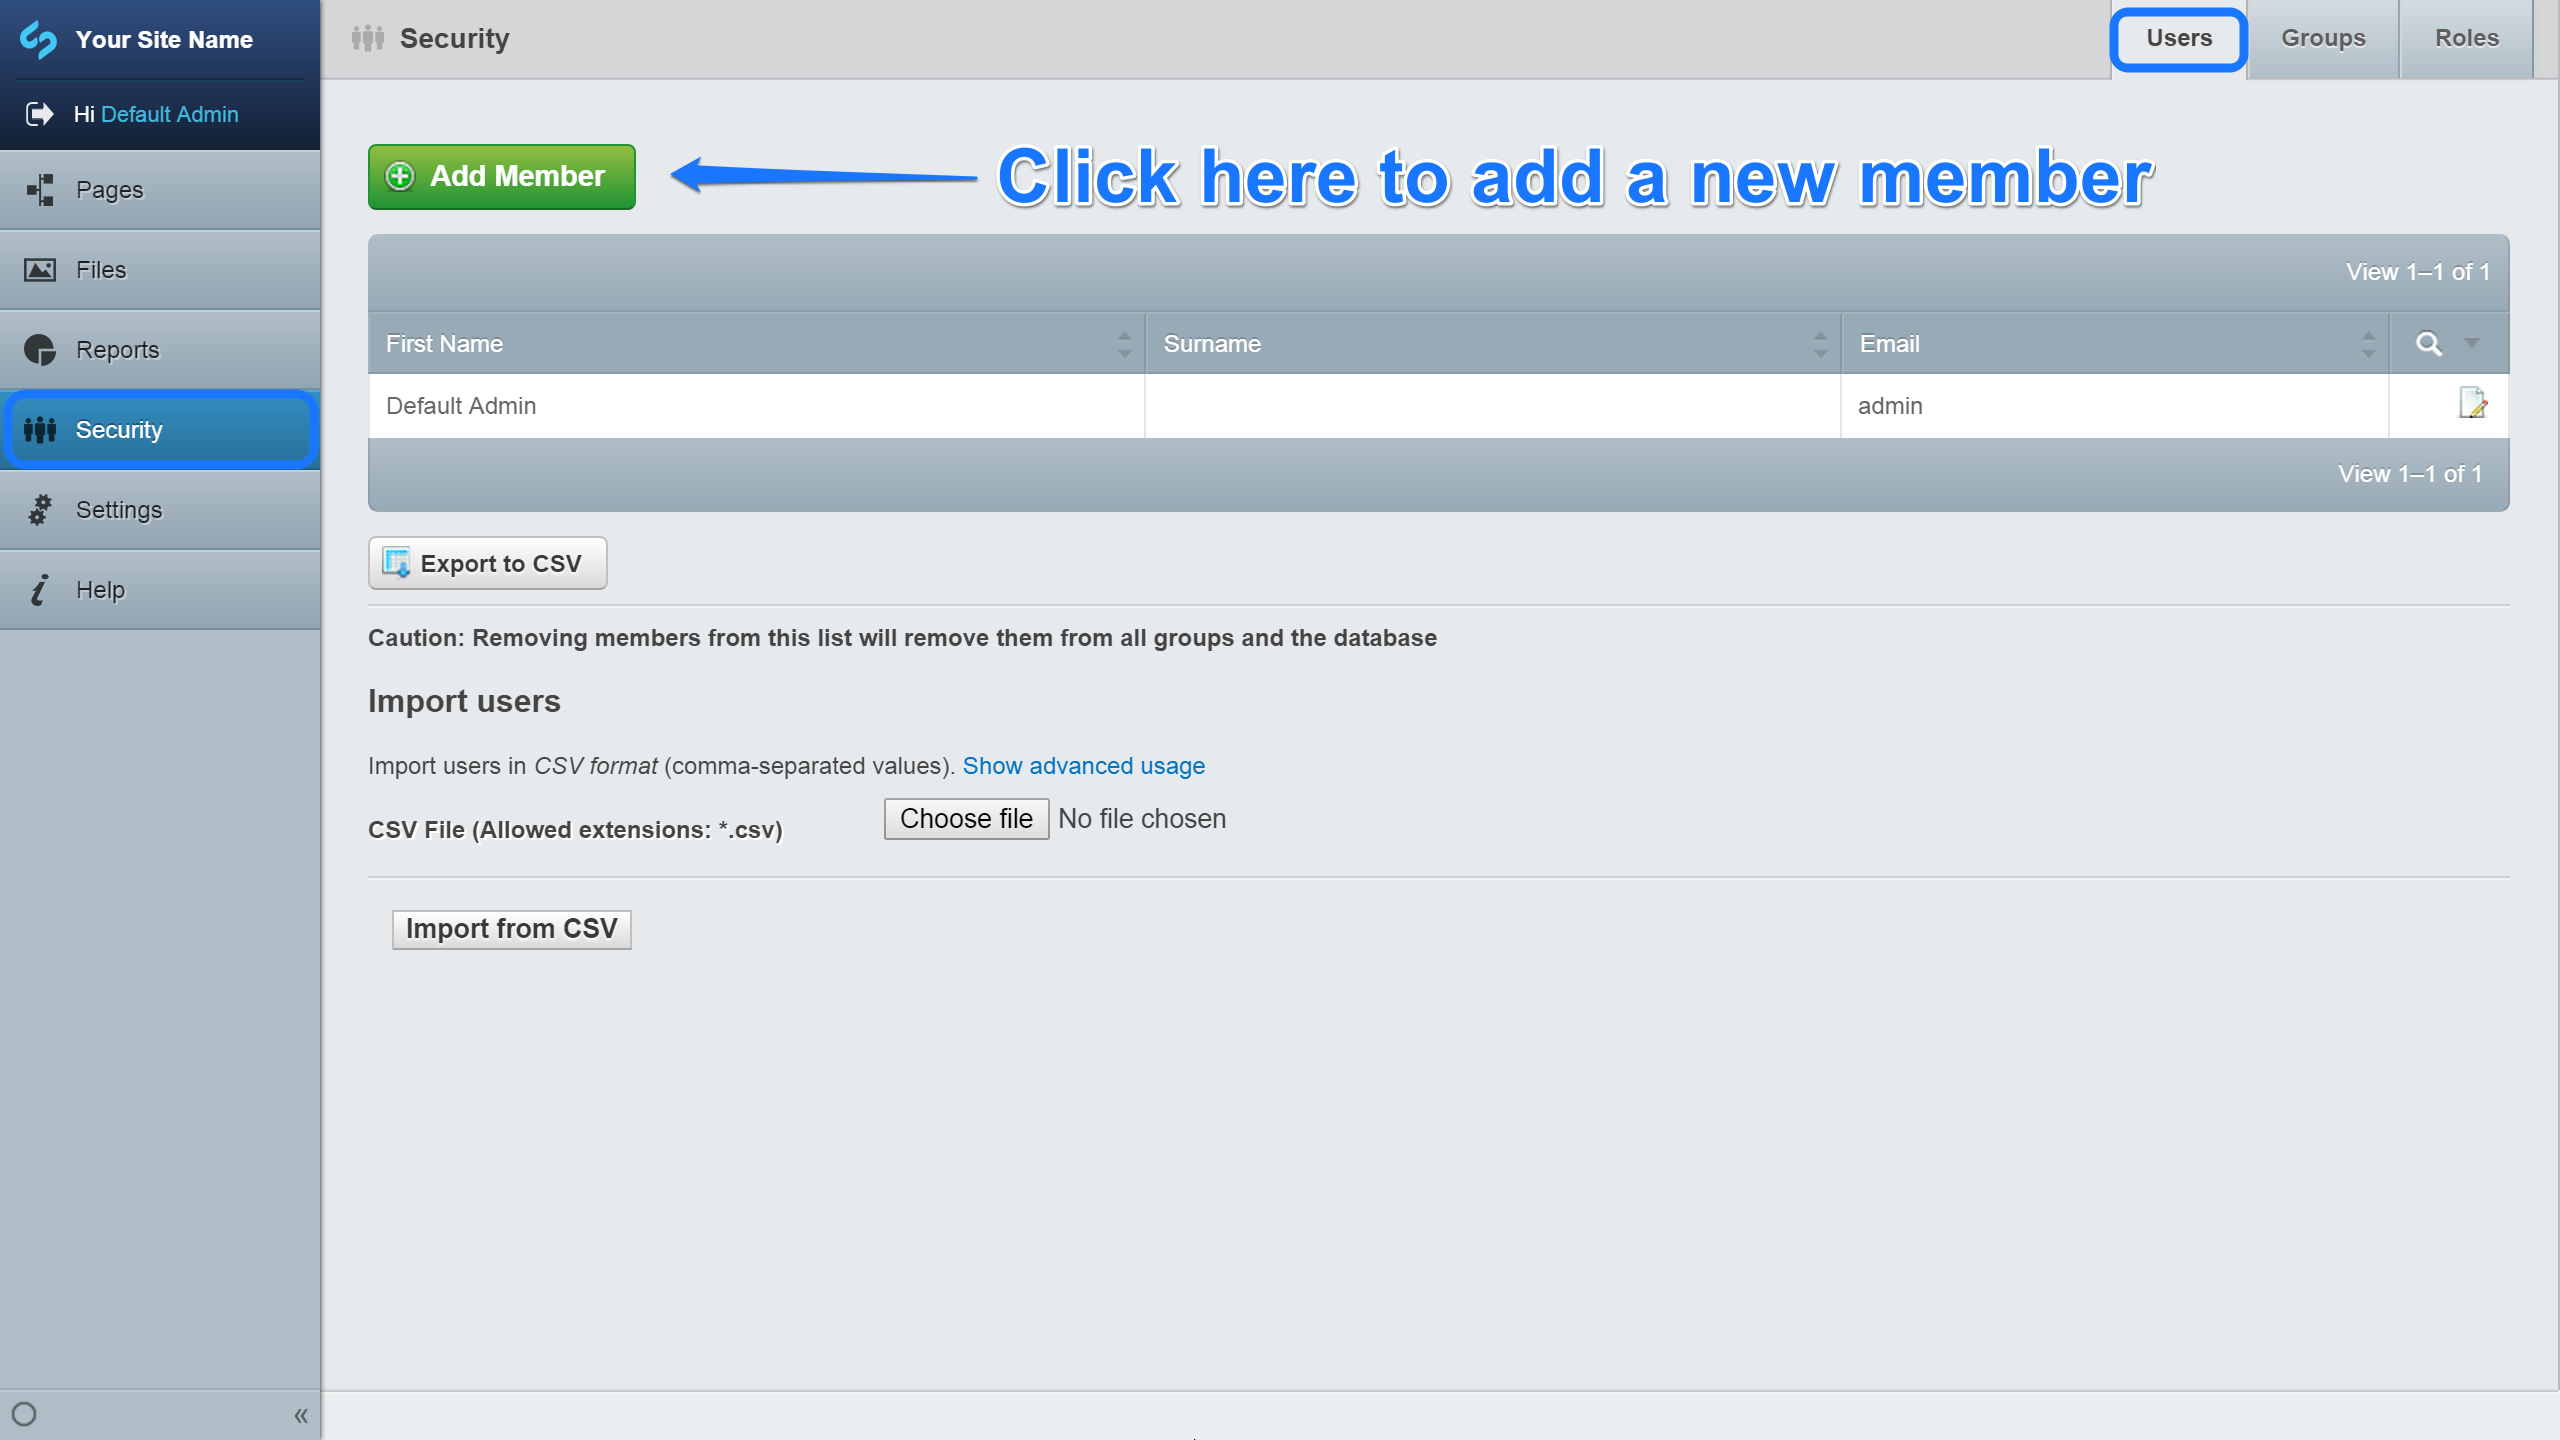 Your Site Name
Hi Default Admin
Pages
Files
Reports
Security
Settings
Help
Security
Users
Groups
Roles
Add Member
Click here to add a new member
View 1–1 of 1
First Name
Surname
Email
Default Admin
admin
View 1–1 of 1
Export to CSV
Caution: Removing members from this list will remove them from all groups and the database
Import users
Import users in CSV format (comma-separated values). Show advanced usage
CSV File (Allowed extensions: *.csv)
Choose file No file chosen
Import from CSV
«